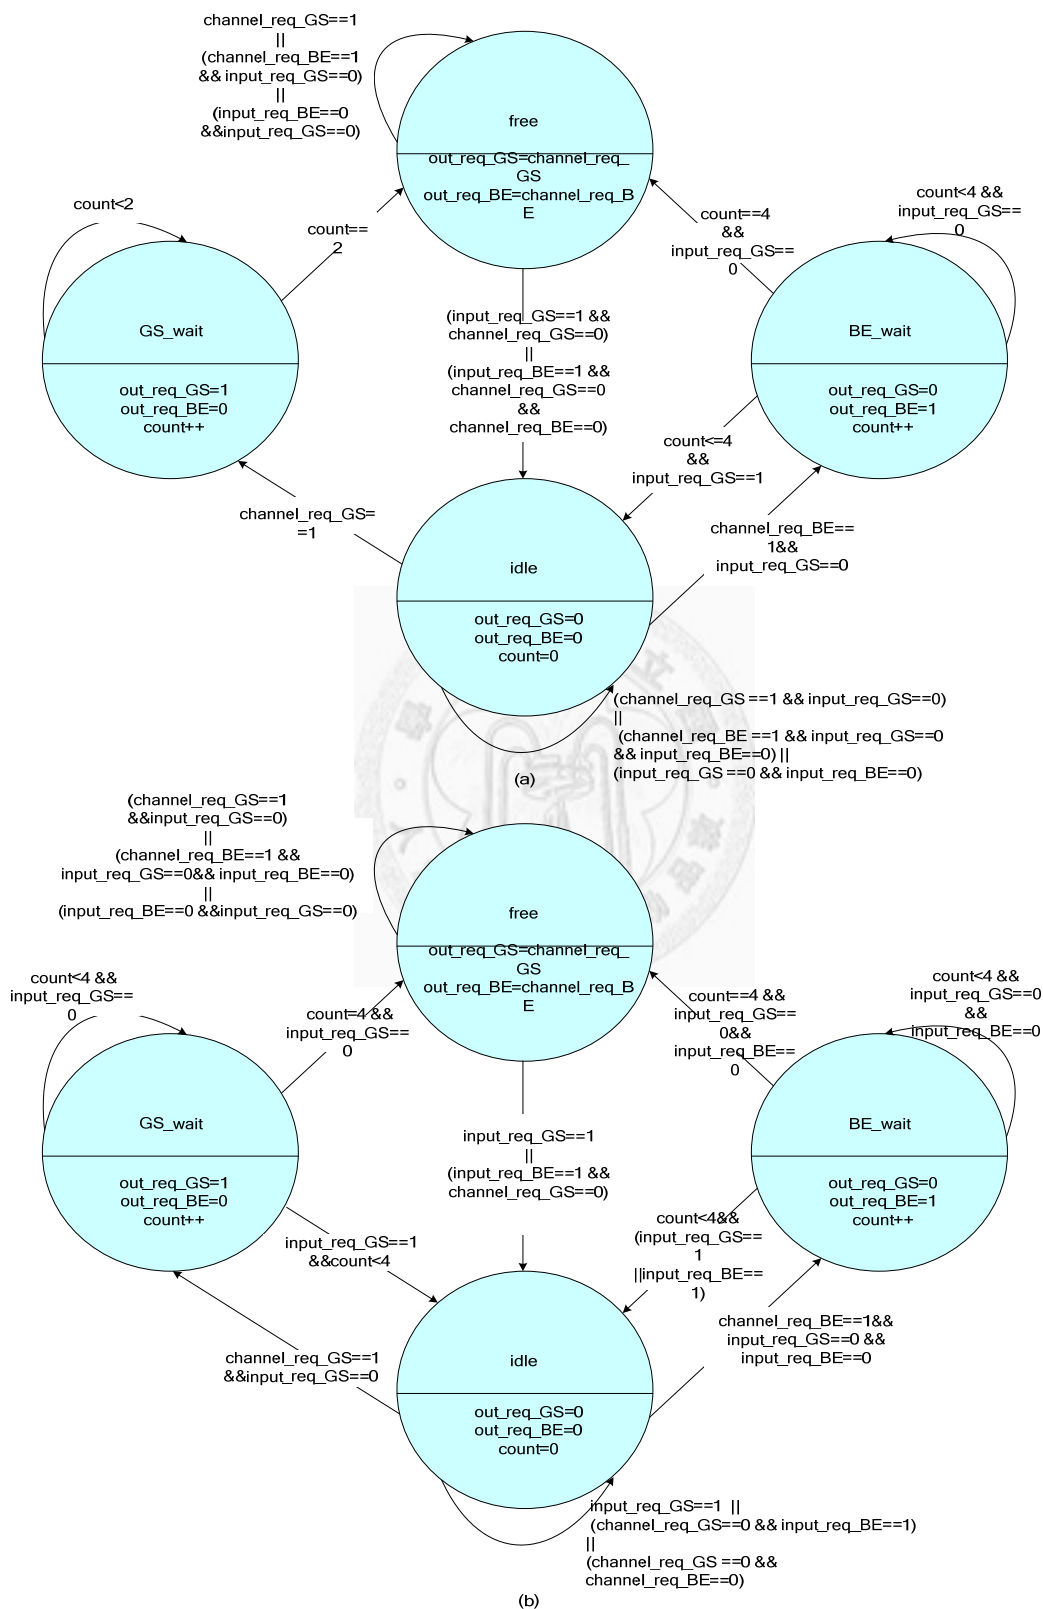 channel_req_GS==1
||
(channel_req_BE==1
&& input_req_GS==0)
||
(input_req_BE==0
&&input_req_GS==0)
free
out_req_GS=channel_req_
GS
out_req_BE=channel_req_B
E
count<2
count==
2
count==4
&&
input_req_GS==
0
count<4 &&
input_req_GS==
0
GS_wait
out_req_GS=1
out_req_BE=0
count++
(input_req_GS==1 &&
channel_req_GS==0)
||
(input_req_BE==1 &&
channel_req_GS==0
&&
channel_req_BE==0)
BE_wait
out_req_GS=0
out_req_BE=1
count++
count<=4
&&
input_req_GS==1
channel_req_GS=
=1
channel_req_BE==
1&&
input_req_GS==0
idle
out_req_GS=0
out_req_BE=0
count=0
(channel_req_GS ==1 && input_req_GS==0)
||
(channel_req_BE ==1 && input_req_GS==0
&& input_req_BE==0) ||
(input_req_GS ==0 && input_req_BE==0)
(a)
(channel_req_GS==1
&&input_req_GS==0)
||
(channel_req_BE==1 &&
input_req_GS==0&& input_req_BE==0)
||
(input_req_BE==0 &&input_req_GS==0)
free
out_req_GS=channel_req_
GS
out_req_BE=channel_req_B
E
count<4 &&
input_req_GS==
0
count=4 &&
input_req_GS==
0
count==4 &&
input_req_GS==
0&&
input_req_BE==
0
count<4 &&
input_req_GS==0
&&
input_req_BE==0
GS_wait
out_req_GS=1
out_req_BE=0
count++
input_req_GS==1
||
(input_req_BE==1 &&
channel_req_GS==0)
BE_wait
out_req_GS=0
out_req_BE=1
count++
input_req_GS==1
&&count<4
count<4&&
(input_req_GS==
1
||input_req_BE==
1)
channel_req_GS==1
&&input_req_GS==0
channel_req_BE==1&&
input_req_GS==0 &&
input_req_BE==0
idle
out_req_GS=0
out_req_BE=0
count=0
input_req_GS==1 ||
(channel_req_GS==0 && input_req_BE==1)
||
(channel_req_GS ==0 &&
channel_req_BE==0)
(b)